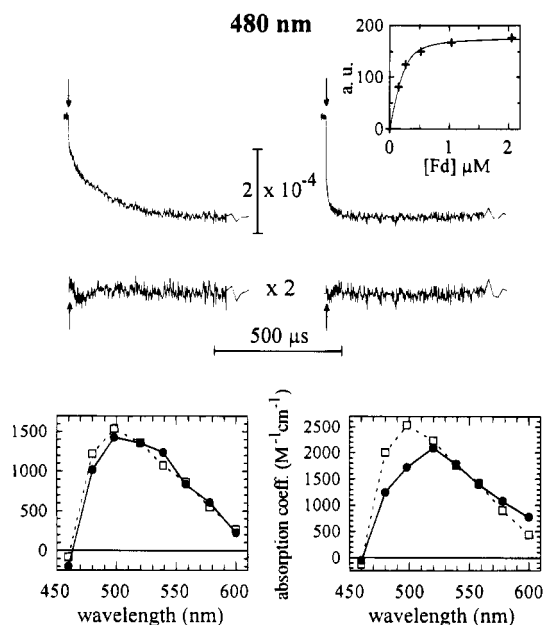 480 nm
200
150
100
50
0
a. u.
0 1 2
[Fd] μM
2 x 10⁻⁴
x 2
500 μs
1500
1000
500
0
450 500 550 600
wavelength (nm)
absorption coeff. (M⁻¹cm⁻¹)
2500
2000
1500
1000
500
0
450 500 550 600
wavelength (nm)